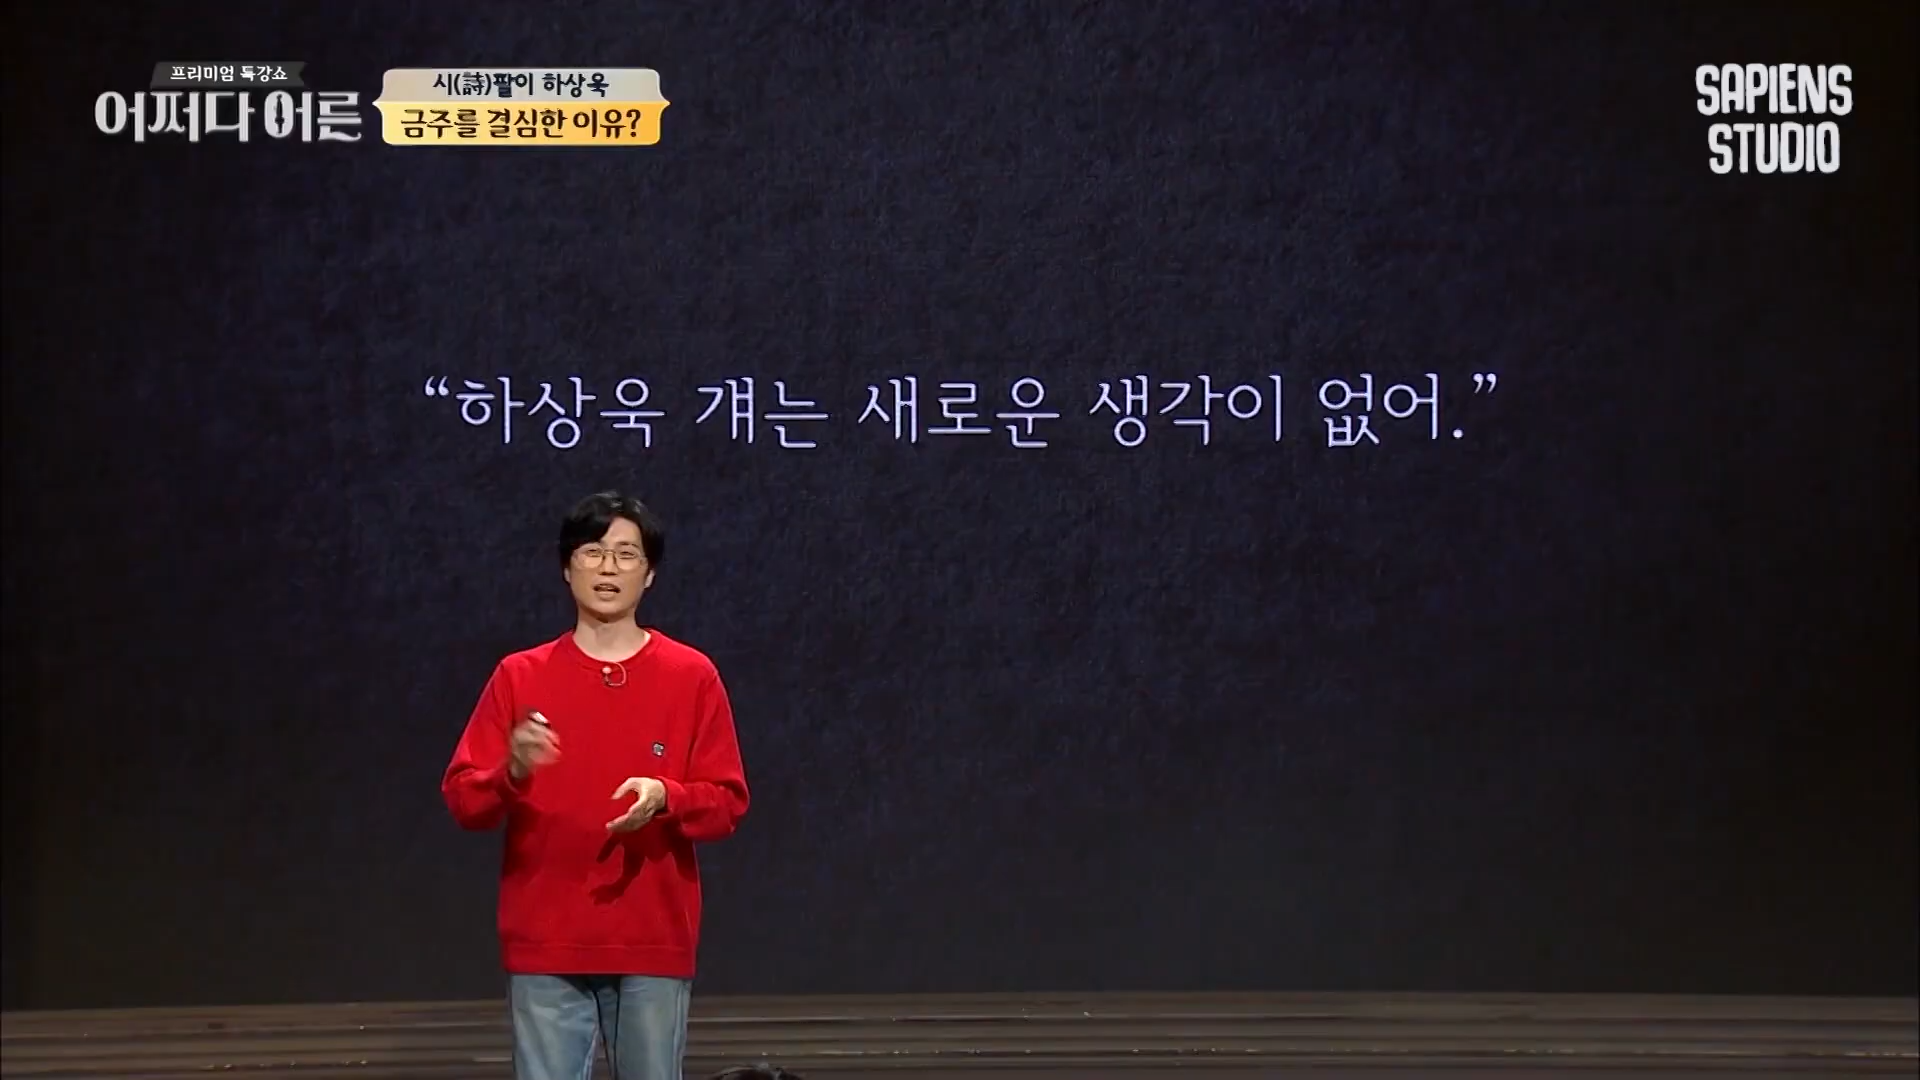 프리미엄 특강쇼
어쩌다 어른
시(詩)팔이 하상욱
금주를 결심한 이유?
SAPIENS
STUDIO
“하상욱 걔는 새로운 생각이 없어.”